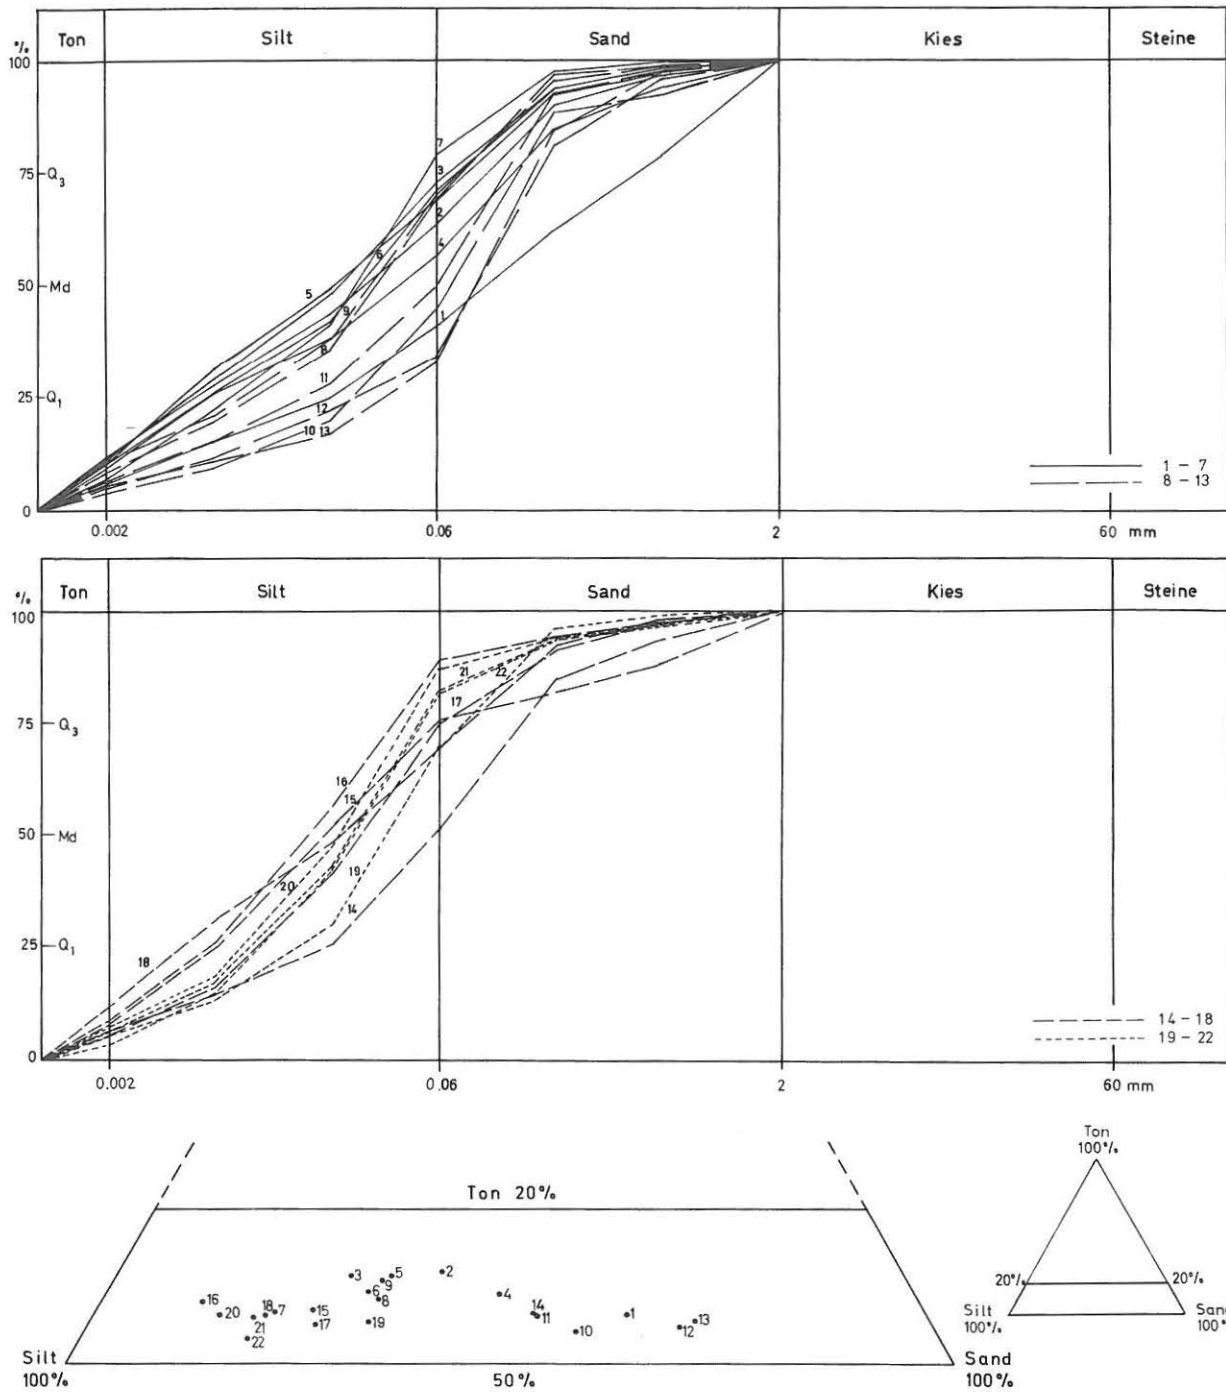 % Ton Silt Sand Kies Steine
100
7
75 Q3
3
2
4
6
50 Md
5
9
1
8
11
25 Q1
12
10 13
1 – 7
8 – 13
0
0.002 0.06 2 60 mm
% Ton Silt Sand Kies Steine
100
21 22
17
75 Q3
16
15
50 Md
20 19
14
25 Q1
18
14 – 18
19 – 22
0
0.002 0.06 2 60 mm
Ton
100%
Ton 20%
3 9 5 2
6
8 4
16
20 18 7 15 14 1 13
21 17 19 11 12
22 10
20% 20%
Silt Sand
100% 50% 100%
Silt Sand
100% 100%